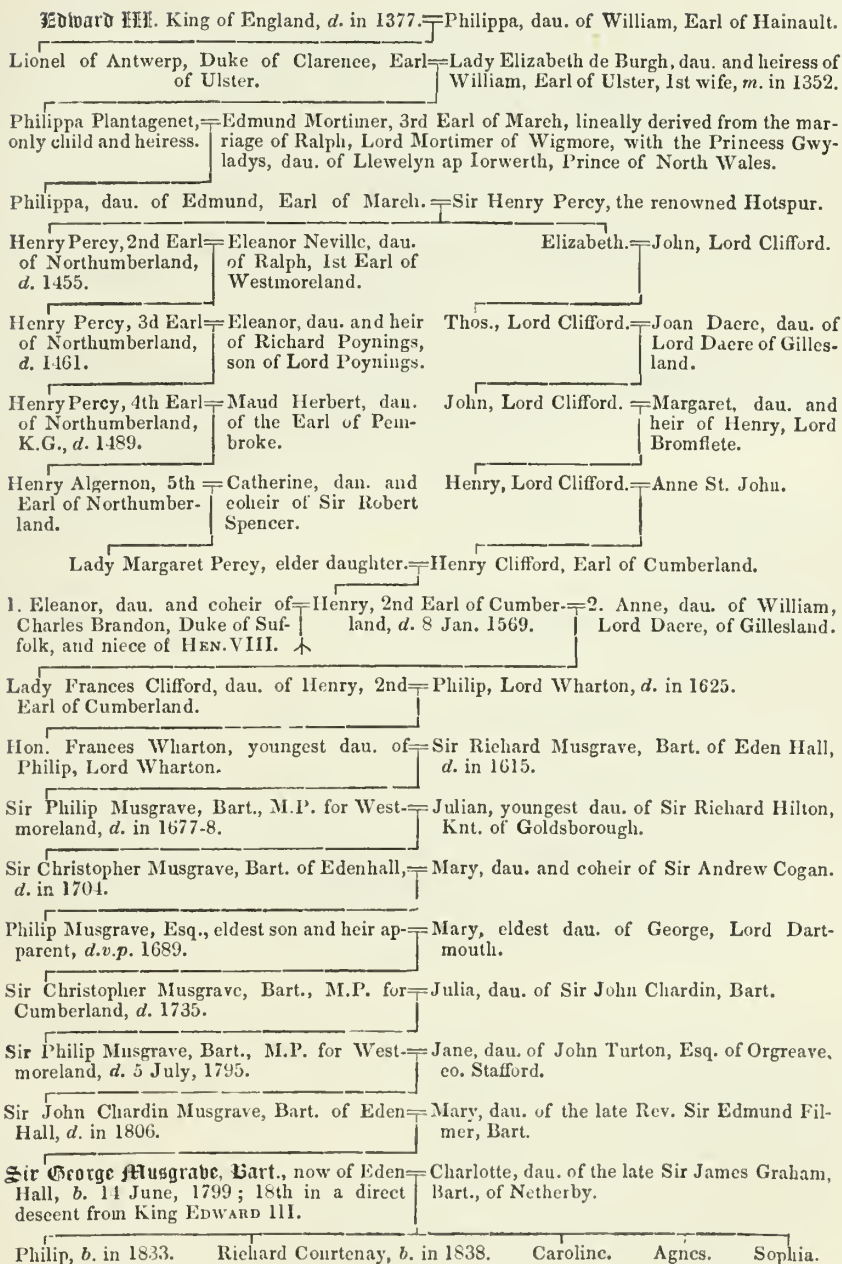 Edward III. King of England, d. in 1377.=Philippa, dau. of William, Earl of Hainault.
Lionel of Antwerp, Duke of Clarence, Earl=Lady Elizabeth de Burgh, dau. and heiress of
of Ulster. William, Earl of Ulster, 1st wife, m. in 1352.
Philippa Plantagenet,=Edmund Mortimer, 3rd Earl of March, lineally derived from the mar-
only child and heiress. riage of Ralph, Lord Mortimer of Wigmore, with the Princess Gwy-
ladys, dau. of Llewelyn ap Iorwerth, Prince of North Wales.
Philippa, dau. of Edmund, Earl of March.=Sir Henry Percy, the renowned Hotspur.
Henry Percy, 2nd Earl=Eleanor Neville, dau. Elizabeth.=John, Lord Clifford.
of Northumberland, of Ralph, 1st Earl of
d. 1455. Westmoreland.
Henry Percy, 3d Earl=Eleanor, dau. and heir Thos., Lord Clifford.=Joan Dacre, dau. of
of Northumberland, of Richard Poynings, Lord Dacre of Gilles-
d. 1461. son of Lord Poynings. land.
Henry Percy, 4th Earl=Maud Herbert, dau. John, Lord Clifford.=Margaret, dau. and
of Northumberland, of the Earl of Pem- heir of Henry, Lord
K.G., d. 1489. broke. Bromflete.
Henry Algernon, 5th=Catherine, dau. and Henry, Lord Clifford.=Anne St. John.
Earl of Northumber- coheir of Sir Robert
land. Spencer.
Lady Margaret Percy, elder daughter.=Henry Clifford, Earl of Cumberland.
1. Eleanor, dau. and coheir of=Henry, 2nd Earl of Cumber-=2. Anne, dau. of William,
Charles Brandon, Duke of Suf- land, d. 8 Jan. 1569. Lord Dacre, of Gillesland.
folk, and niece of HEN. VIII.
Lady Frances Clifford, dau. of Henry, 2nd=Philip, Lord Wharton, d. in 1625.
Earl of Cumberland.
Hon. Frances Wharton, youngest dau. of=Sir Richard Musgrave, Bart. of Eden Hall,
Philip, Lord Wharton. d. in 1615.
Sir Philip Musgrave, Bart., M.P. for West-=Julian, youngest dau. of Sir Richard Hilton,
moreland, d. in 1677-8. Knt. of Goldsborough.
Sir Christopher Musgrave, Bart. of Edenhall,=Mary, dau. and coheir of Sir Andrew Cogan.
d. in 1704.
Philip Musgrave, Esq., eldest son and heir ap-=Mary, eldest dau. of George, Lord Dart-
parent, d.v.p. 1689. mouth.
Sir Christopher Musgrave, Bart., M.P. for=Julia, dau. of Sir John Chardin, Bart.
Cumberland, d. 1735.
Sir Philip Musgrave, Bart., M.P. for West-=Jane, dau. of John Turton, Esq. of Orgreave,
moreland, d. 5 July, 1795. co. Stafford.
Sir John Chardin Musgrave, Bart. of Eden=Mary, dau. of the late Rev. Sir Edmund Fil-
Hall, d. in 1806. mer, Bart.
Sir George Musgrave, Bart., now of Eden=Charlotte, dau. of the late Sir James Graham,
Hall, b. 14 June, 1799; 18th in a direct Bart., of Netherby.
descent from King EDWARD III.
Philip, b. in 1833. Richard Courtenay, b. in 1838. Caroline. Agnes. Sophia.